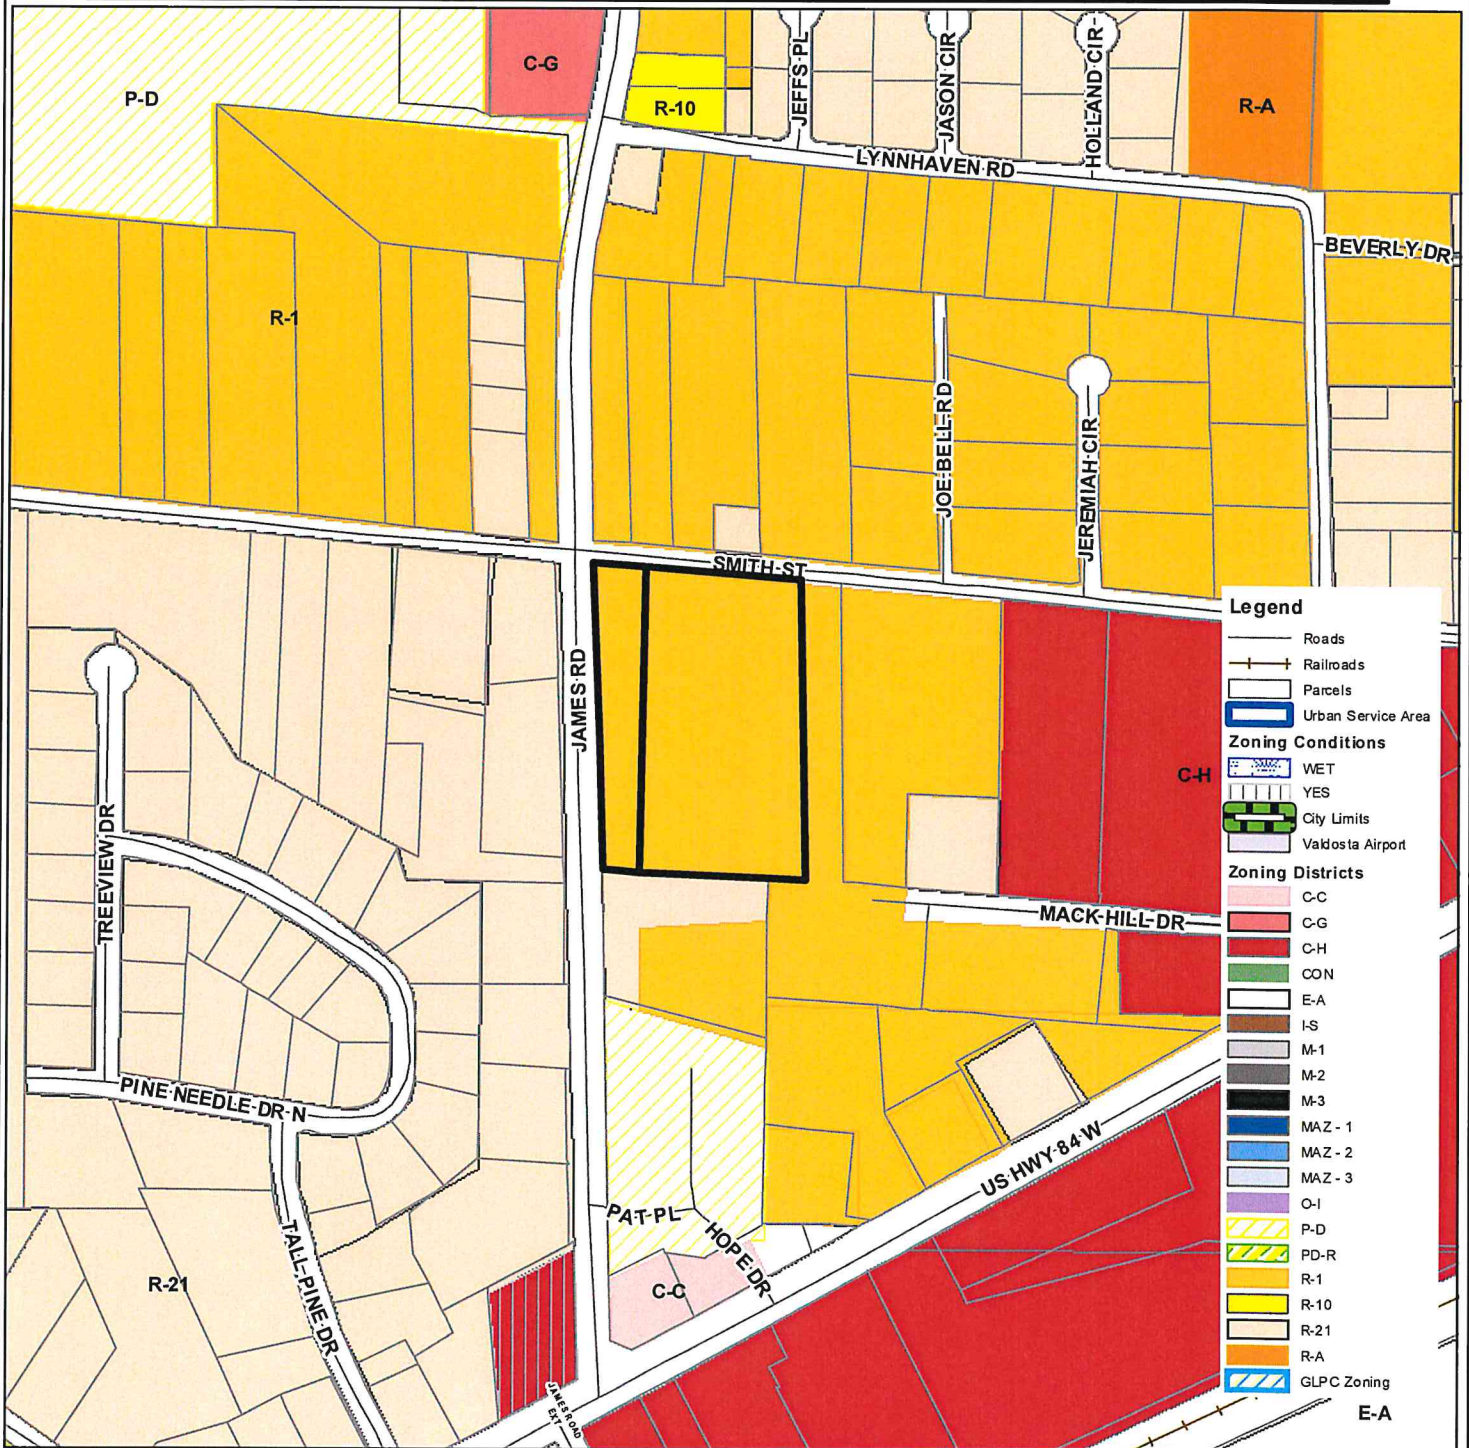 C-G
P-D
R-10
JEFFS PL
JASON CIR
HOLLAND CIR
R-A
LYNNHAVEN RD
BEVERLY DR
R-1
JOE BELL RD
JEREMIAH CIR
SMITH ST
JAMES RD
C-H
TREEVIEW DR
MACK HILL DR
PINE NEEDLE DR N
US HWY 84 W
PAT PL
HOPE DR
TALL PINE DR
R-21
C-C
JAMES ROAD
EXT
Legend
Roads
Railroads
Parcels
Urban Service Area
Zoning Conditions
WET
YES
City Limits
Valdosta Airport
Zoning Districts
C-C
C-G
C-H
CON
E-A
I-S
M-1
M-2
M-3
MAZ - 1
MAZ - 2
MAZ - 3
O-I
P-D
PD-R
R-1
R-10
R-21
R-A
GLPC Zoning
E-A